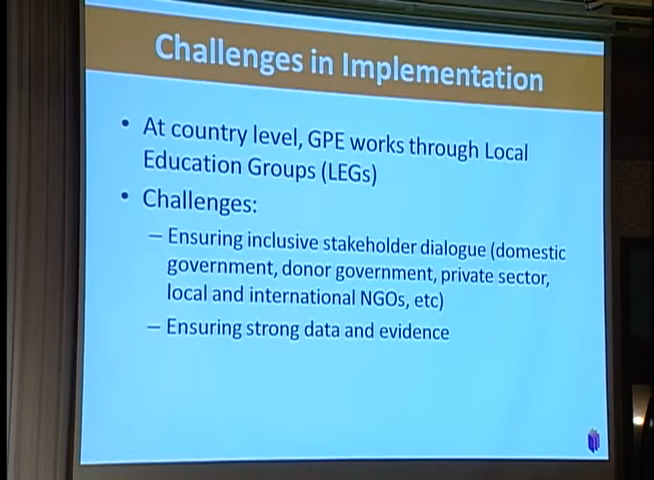 Challenges in Implementation
• At country level, GPE works through Local
Education Groups (LEGs)
• Challenges:
– Ensuring inclusive stakeholder dialogue (domestic
government, donor government, private sector,
local and international NGOs, etc)
– Ensuring strong data and evidence